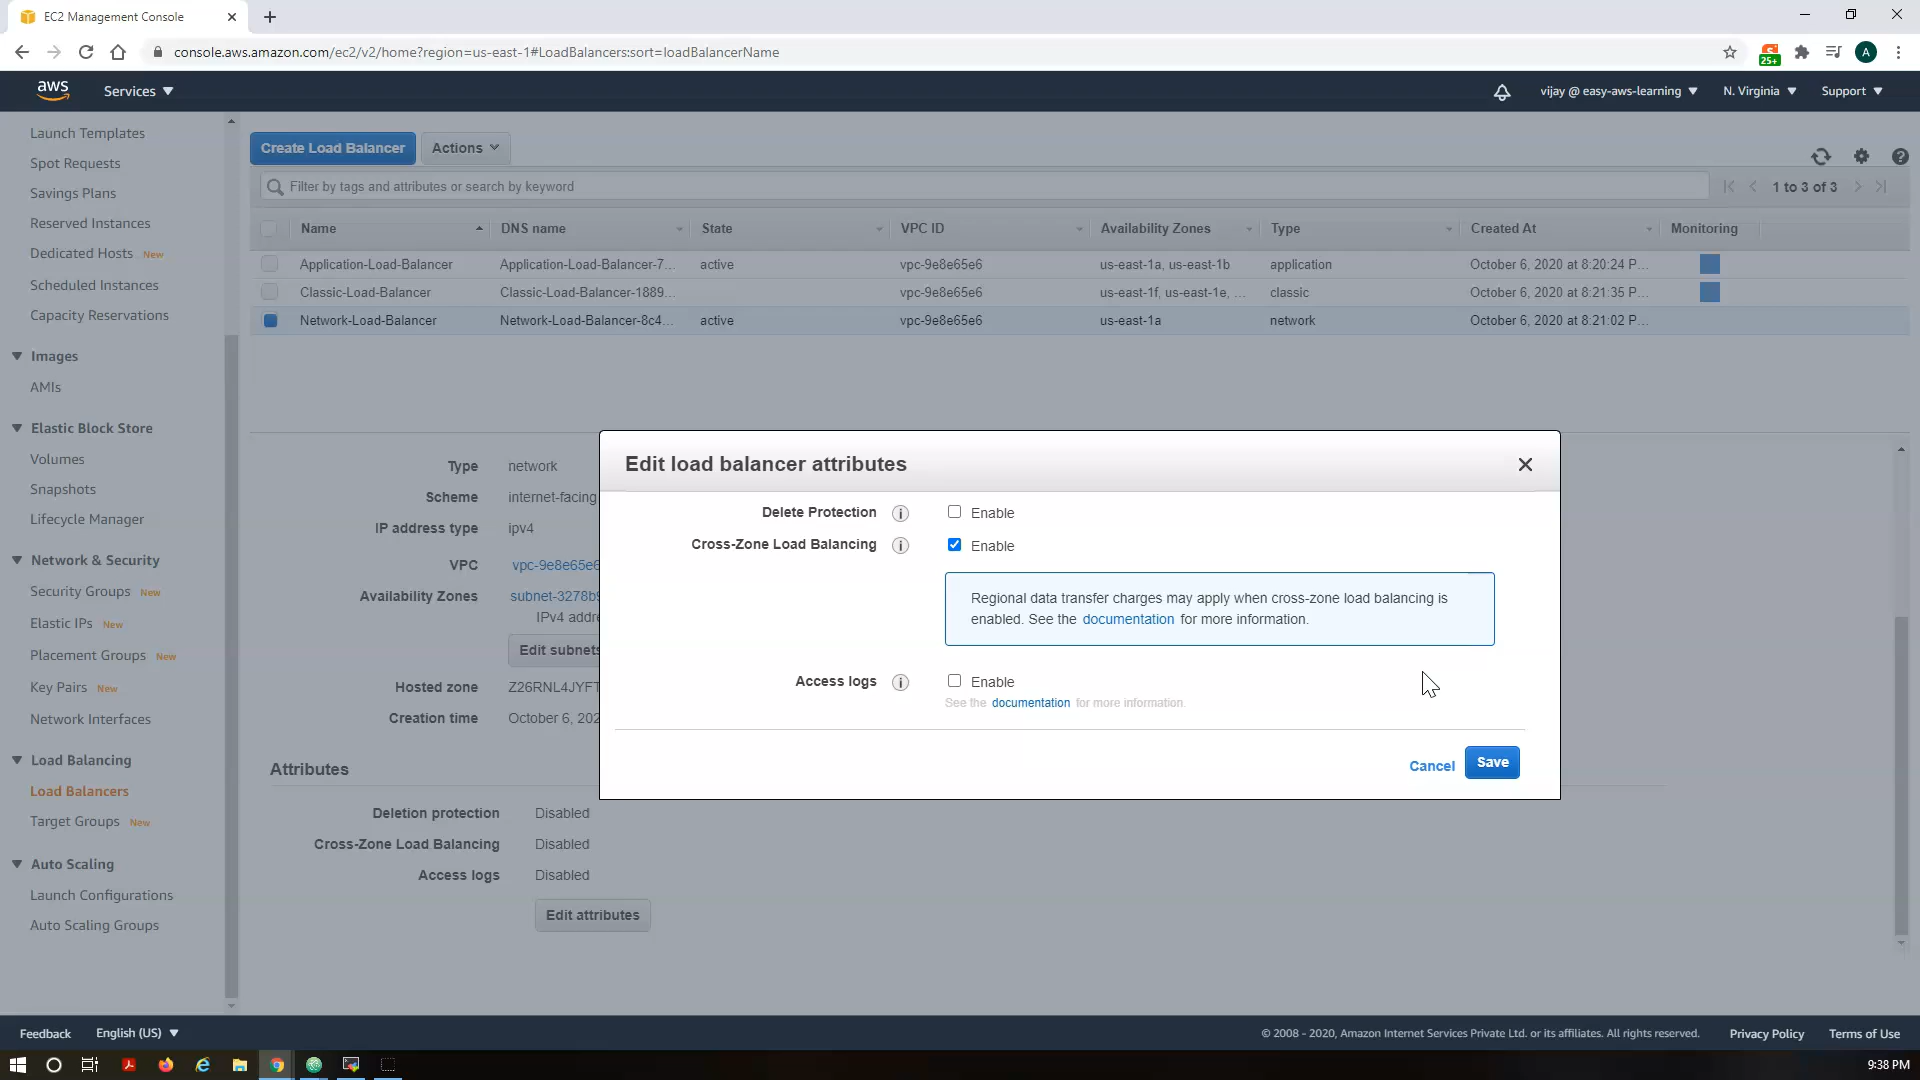 EC2 Management Console
console.aws.amazon.com/ec2/v2/home?region=us-east-1#LoadBalancers:sort=loadBalancerName
25+
A
aws
Services
vijay @ easy-aws-learning
N. Virginia
Support
Launch Templates
Spot Requests
Savings Plans
Reserved Instances
Dedicated Hosts New
Scheduled Instances
Capacity Reservations
Images
AMIs
Elastic Block Store
Volumes
Snapshots
Lifecycle Manager
Network & Security
Security Groups New
Elastic IPs New
Placement Groups New
Key Pairs New
Network Interfaces
Load Balancing
Load Balancers
Target Groups New
Auto Scaling
Launch Configurations
Auto Scaling Groups
Create Load Balancer
Actions
Filter by tags and attributes or search by keyword
1 to 3 of 3
Name DNS name State VPC ID Availability Zones Type Created At Monitoring
Application-Load-Balancer Application-Load-Balancer-7... active vpc-9e8e65e6 us-east-1a, us-east-1b application October 6, 2020 at 8:20:24 P...
Classic-Load-Balancer Classic-Load-Balancer-1889... vpc-9e8e65e6 us-east-1f, us-east-1e, ... classic October 6, 2020 at 8:21:35 P...
Network-Load-Balancer Network-Load-Balancer-8c4... active vpc-9e8e65e6 us-east-1a network October 6, 2020 at 8:21:02 P...
Type network
Scheme internet-facing
IP address type ipv4
VPC vpc-9e8e65e6
Availability Zones subnet-3278b9
IPv4 addre
Edit subnets
Hosted zone Z26RNL4JYFT
Creation time October 6, 202
Attributes
Deletion protection Disabled
Cross-Zone Load Balancing Disabled
Access logs Disabled
Edit attributes
Edit load balancer attributes
Delete Protection Enable
Cross-Zone Load Balancing Enable
Regional data transfer charges may apply when cross-zone load balancing is
enabled. See the documentation for more information.
Access logs Enable
See the documentation for more information.
Cancel
Save
Feedback
English (US)
© 2008 - 2020, Amazon Internet Services Private Ltd. or its affiliates. All rights reserved.
Privacy Policy
Terms of Use
9:38 PM